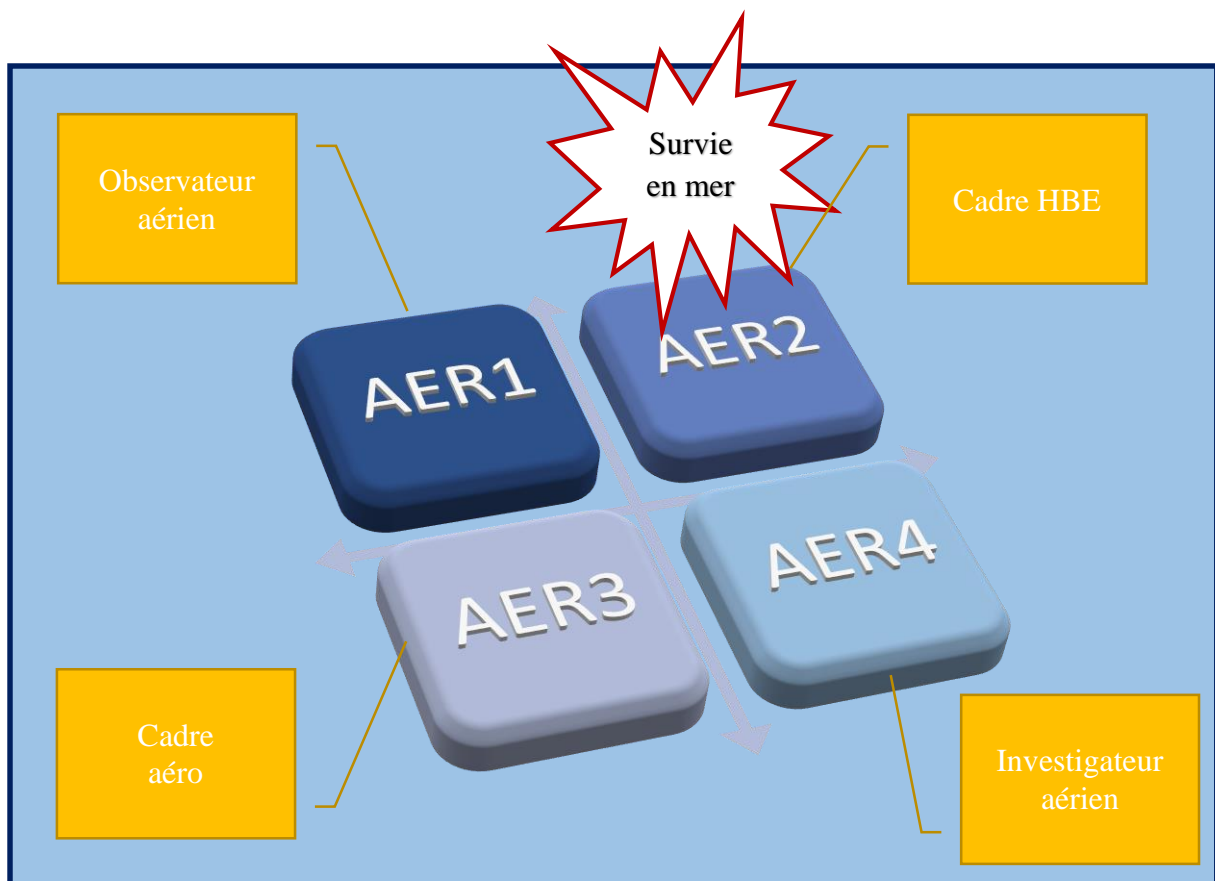 Survie
en mer
Observateur
aérien
Cadre HBE
AER1
AER2
AER3
AER4
Cadre
aéro
Investigateur
aérien